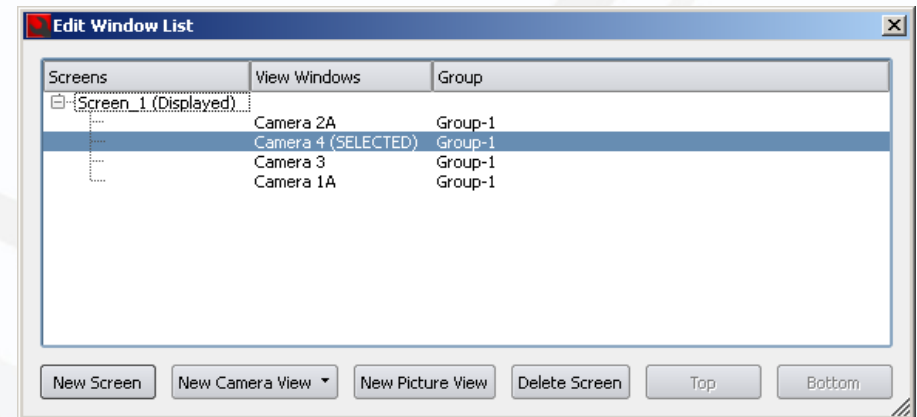 Edit Window List
Screens View Windows Group
Screen_1 (Displayed)
Camera 2A Group-1
Camera 4 (SELECTED) Group-1
Camera 3 Group-1
Camera 1A Group-1
New Screen New Camera View New Picture View Delete Screen Top Bottom